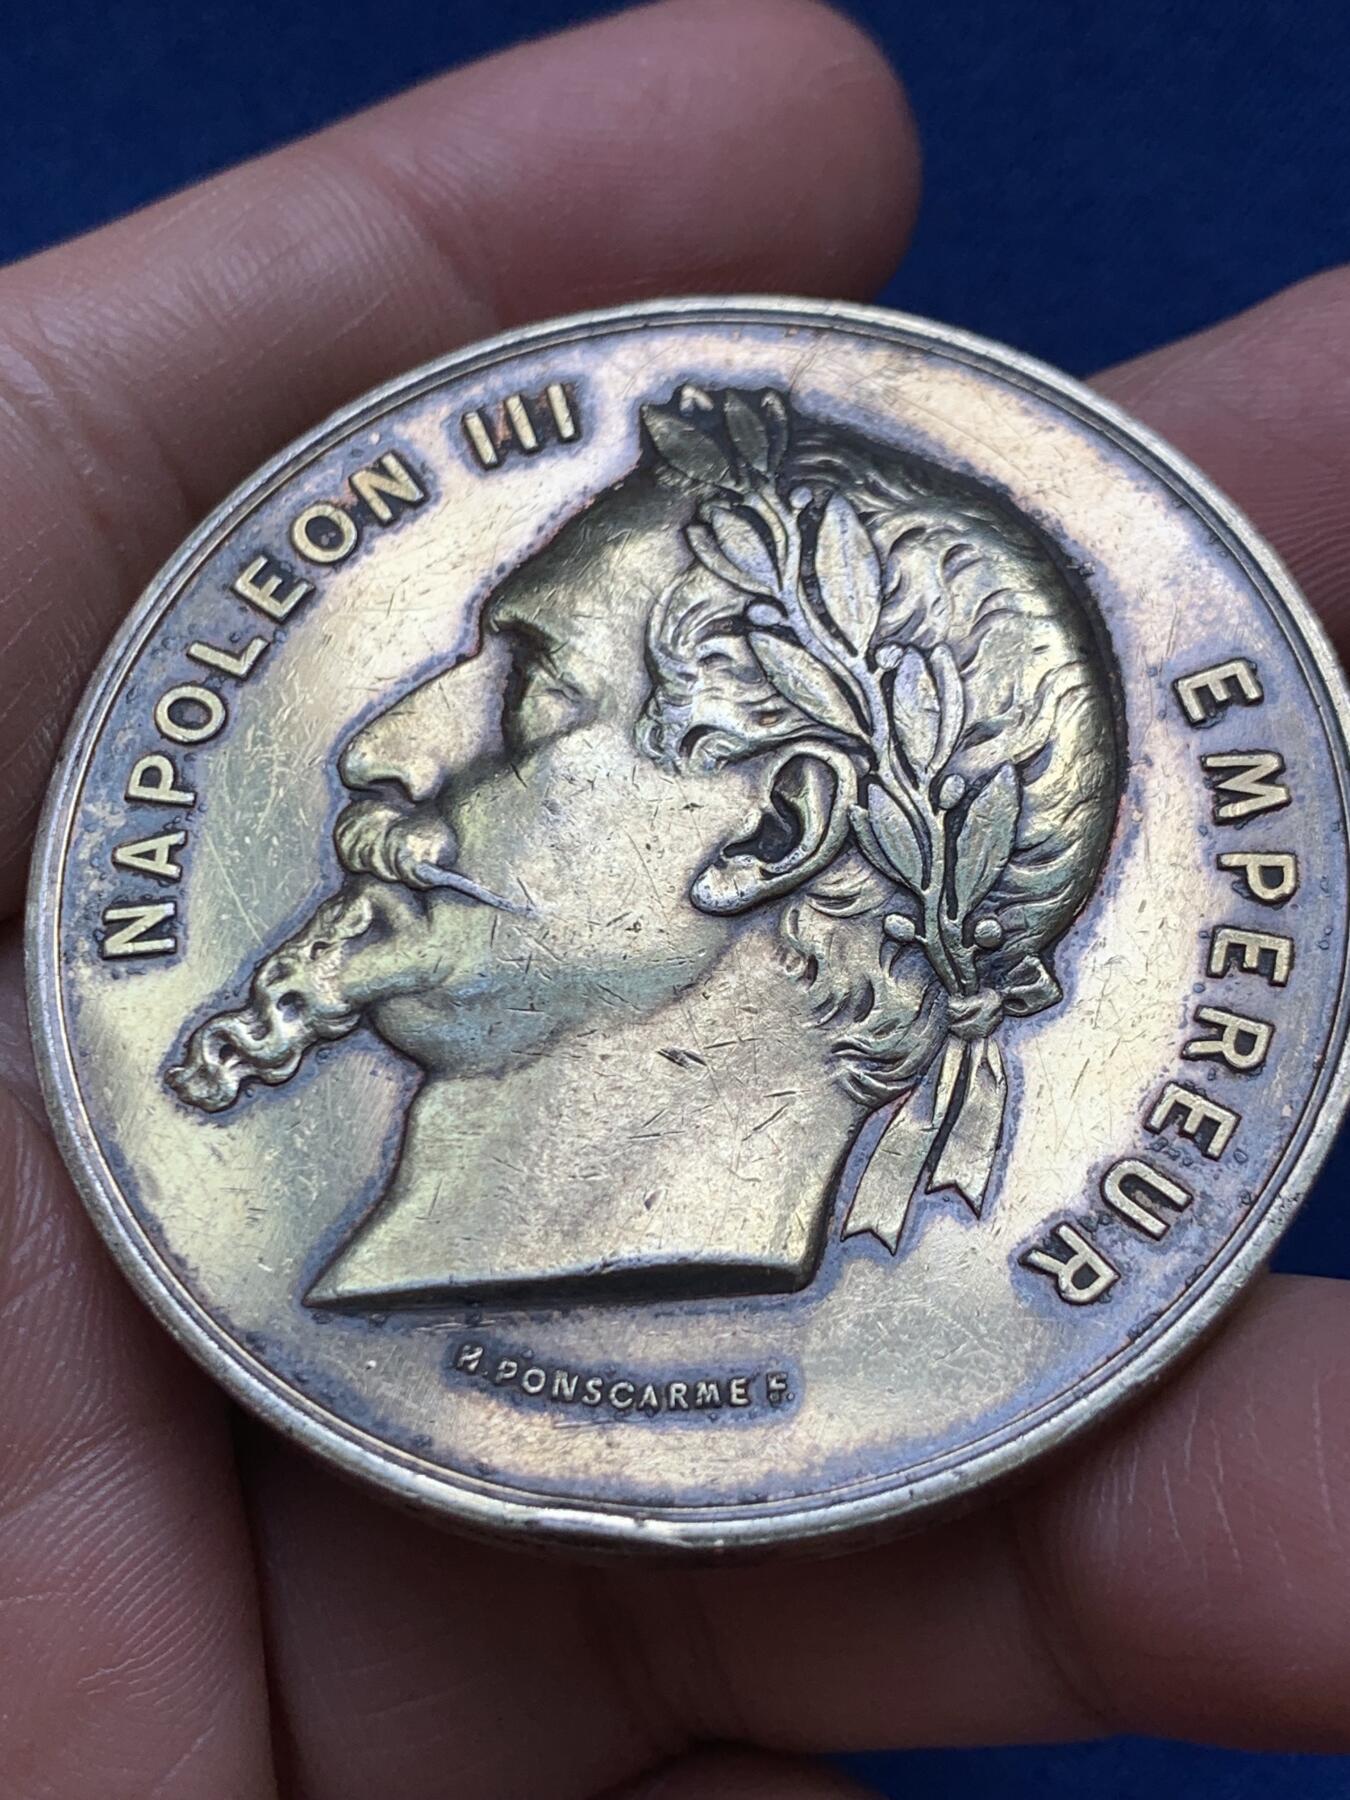 NAPOLEON III
EMPEREUR
H. PONSCARME F.